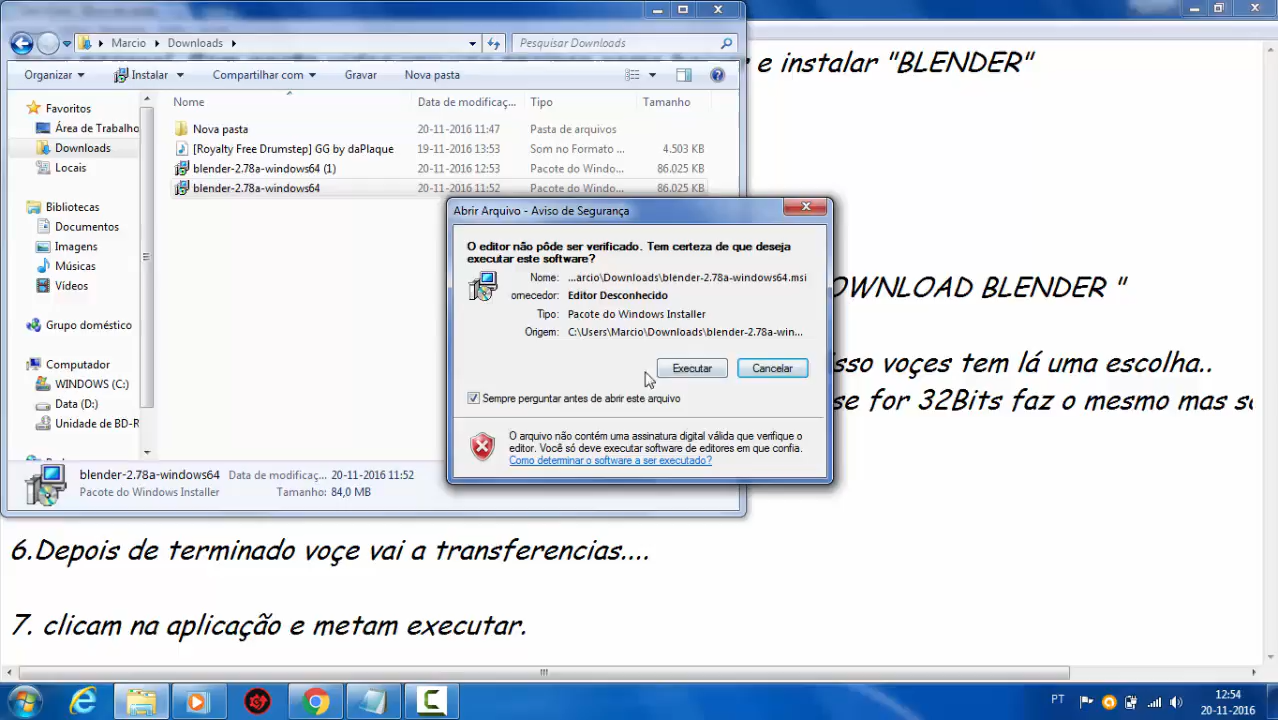 Marcio
Downloads
Pesquisar Downloads
r e instalar "BLENDER"
Organizar
Instalar
Compartilhar com
Gravar
Nova pasta
Nome
Data de modificaç...
Tipo
Tamanho
Favoritos
Área de Trabalho
Downloads
Locais
Bibliotecas
Documentos
Imagens
Músicas
Vídeos
Grupo doméstico
Computador
WINDOWS (C:)
Data (D:)
Unidade de BD-R
Nova pasta 20-11-2016 11:47 Pasta de arquivos
[Royalty Free Drumstep] GG by daPlaque 19-11-2016 13:53 Som no Formato ... 4.503 KB
blender-2.78a-windows64 (1) 20-11-2016 12:53 Pacote do Windo... 86.025 KB
blender-2.78a-windows64 20-11-2016 11:52 Pacote do Windo... 86.025 KB
Abrir Arquivo - Aviso de Segurança
O editor não pôde ser verificado. Tem certeza de que deseja
executar este software?
Nome: ...arcio\Downloads\blender-2.78a-windows64.msi
ornecedor: Editor Desconhecido
Tipo: Pacote do Windows Installer
Origem: C:\Users\Marcio\Downloads\blender-2.78a-win...
Executar
Cancelar
Sempre perguntar antes de abrir este arquivo
O arquivo não contém uma assinatura digital válida que verifique o
editor. Você só deve executar software de editores em que confia.
Como determinar o software a ser executado?
OWNLOAD BLENDER "
sso voçes tem lá uma escolha..
se for 32Bits faz o mesmo mas so
blender-2.78a-windows64 Data de modificaç... 20-11-2016 11:52
Pacote do Windows Installer Tamanho: 84,0 MB
6.Depois de terminado voçe vai a transferencias....
7. clicam na aplicação e metam executar.
PT
12:54
20-11-2016